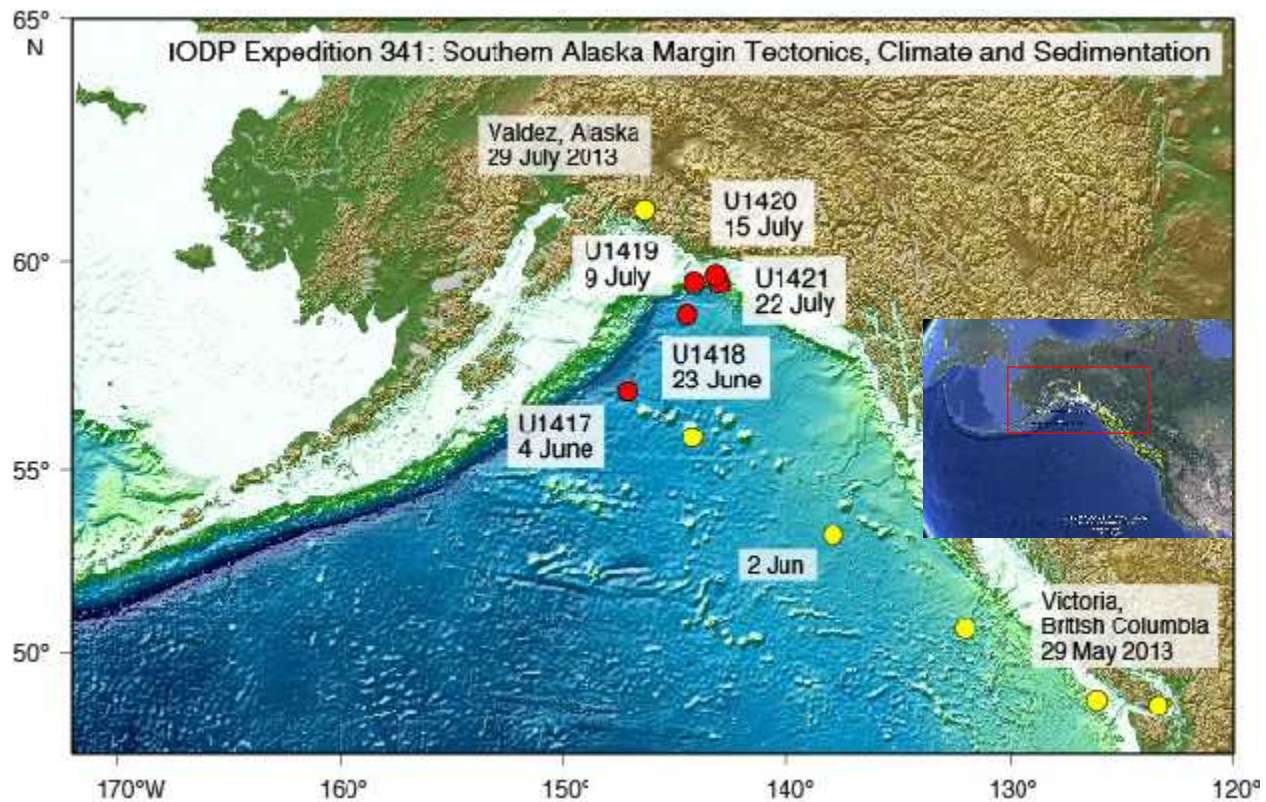 65°
N
IODP Expedition 341: Southern Alaska Margin Tectonics, Climate and Sedimentation
Valdez, Alaska
29 July 2013
U1420
15 July
U1419
9 July
60°
U1421
22 July
U1418
23 June
U1417
4 June
55°
2 Jun
Victoria,
British Columbia
29 May 2013
50°
170°W
160°
150°
140°
130°
120°